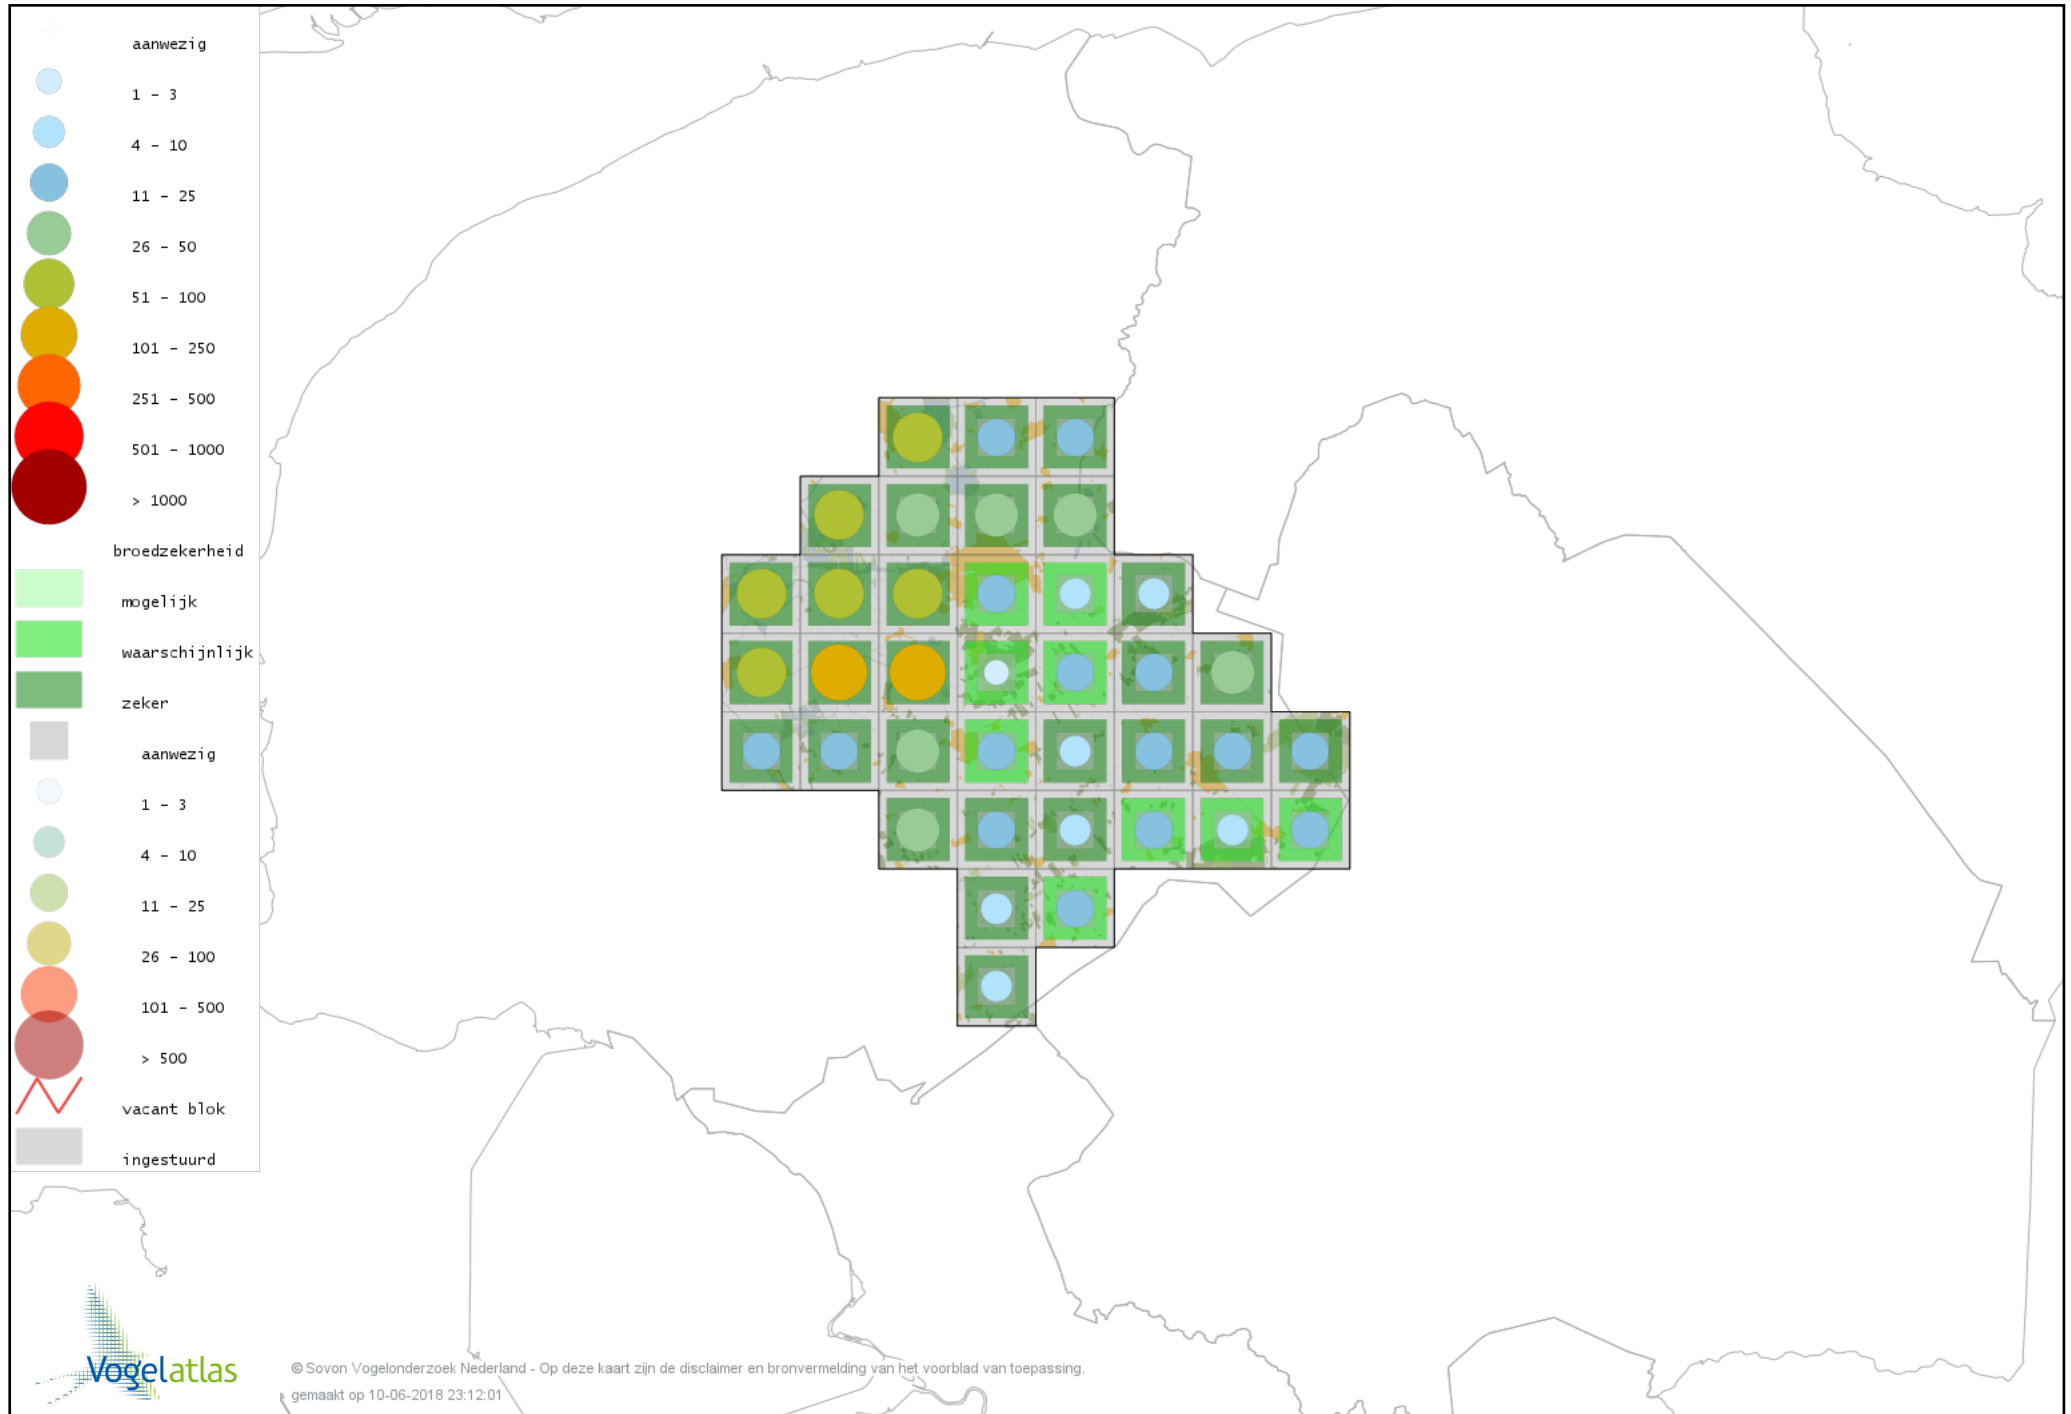 aanwezig
1 - 3
4 - 10
11 - 25
26 - 50
51 - 100
101 - 250
251 - 500
501 - 1000
> 1000
broedzekerheid
mogelijk
waarschijnlijk
zeker
aanwezig
1 - 3
4 - 10
11 - 25
26 - 100
101 - 500
> 500
vacant blok
ingestuurd
Vogelatlas
© Sovon Vogelonderzoek Nederland - Op deze kaart zijn de disclaimer en bronvermelding van het voorblad van toepassing.
gemaakt op 10-06-2018 23:12:01